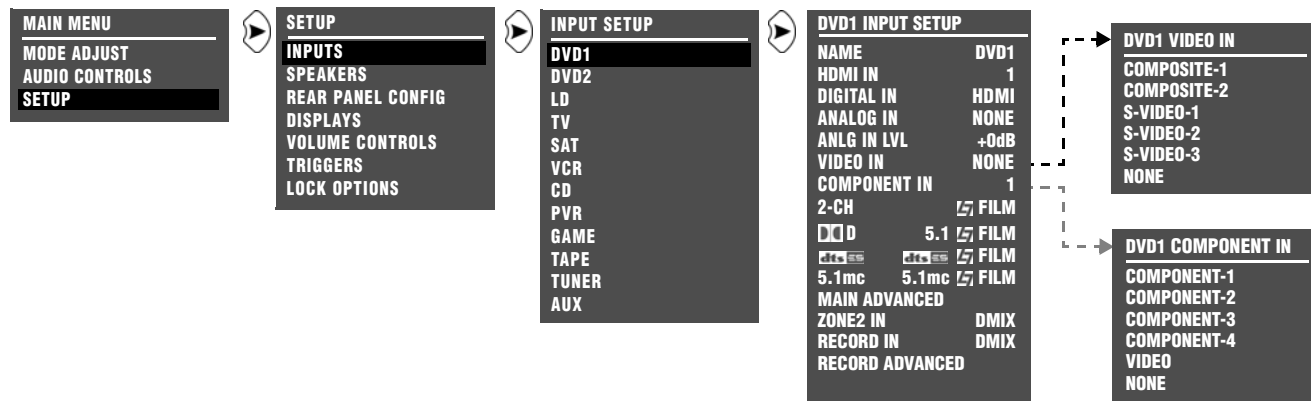 MAIN MENU
MODE ADJUST
AUDIO CONTROLS
SETUP
SETUP
INPUTS
SPEAKERS
REAR PANEL CONFIG
DISPLAYS
VOLUME CONTROLS
TRIGGERS
LOCK OPTIONS
INPUT SETUP
DVD1
DVD2
LD
TV
SAT
VCR
CD
PVR
GAME
TAPE
TUNER
AUX
DVD1 INPUT SETUP
NAME DVD1
HDMI IN 1
DIGITAL IN HDMI
ANALOG IN NONE
ANLG IN LVL +0dB
VIDEO IN NONE
COMPONENT IN 1
2-CH FILM
D 5.1 FILM
dts ES dts ES FILM
5.1mc 5.1mc FILM
MAIN ADVANCED
ZONE2 IN DMIX
RECORD IN DMIX
RECORD ADVANCED
DVD1 VIDEO IN
COMPOSITE-1
COMPOSITE-2
S-VIDEO-1
S-VIDEO-2
S-VIDEO-3
NONE
DVD1 COMPONENT IN
COMPONENT-1
COMPONENT-2
COMPONENT-3
COMPONENT-4
VIDEO
NONE